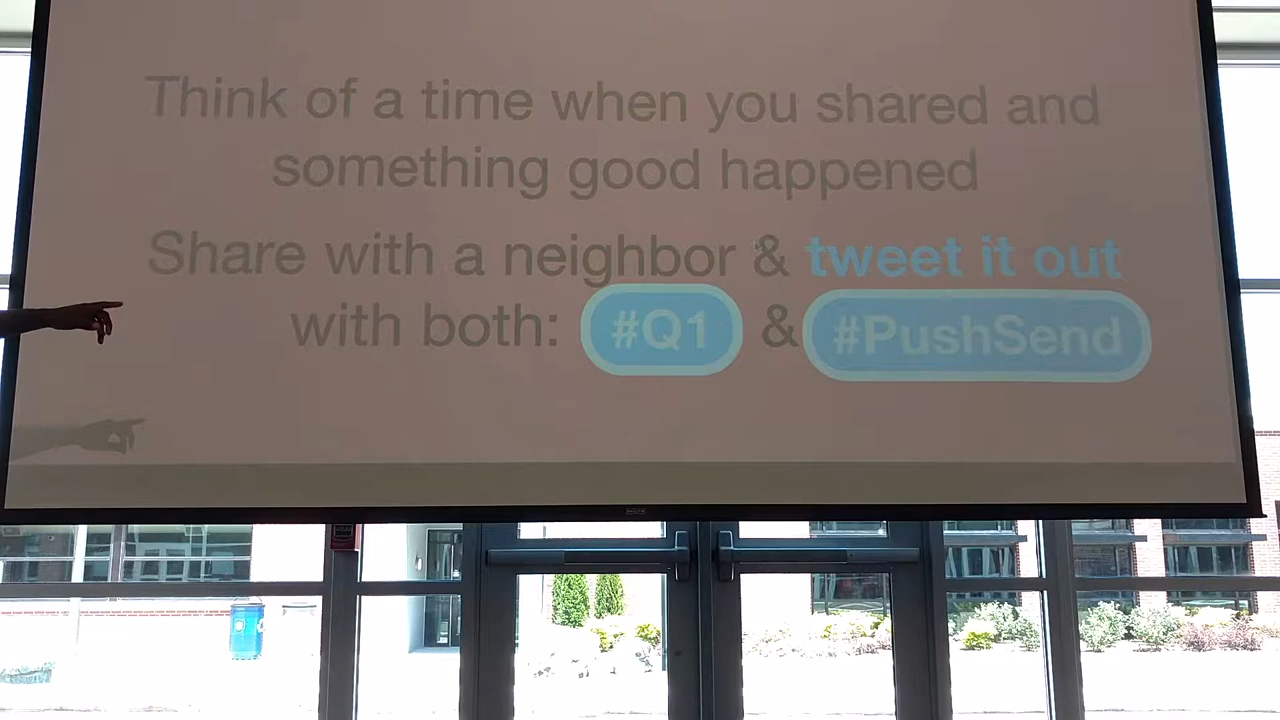 Think of a time when you shared and
something good happened
Share with a neighbor & tweet it out
with both: #Q1 & #PushSend